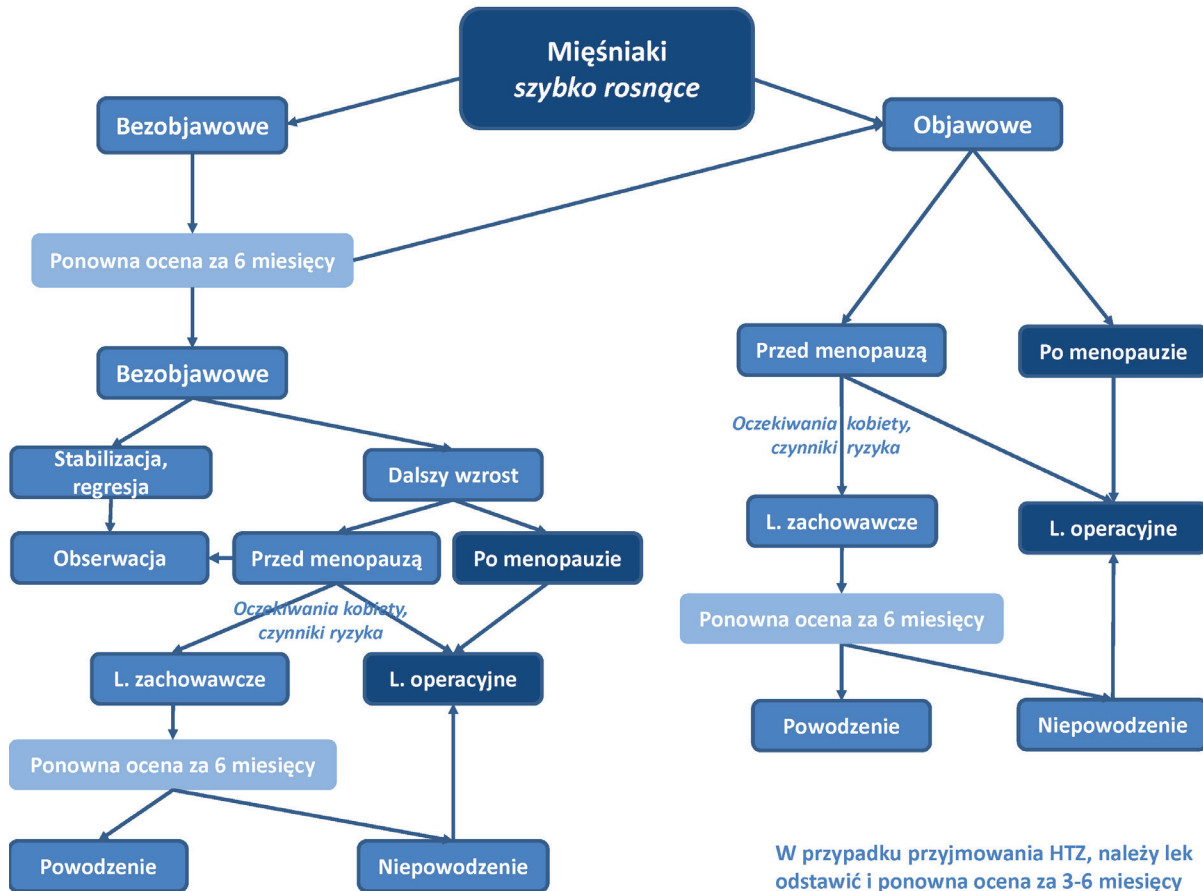 Mięśniaki
szybko rosnące
Bezobjawowe
Objawowe
Ponowna ocena za 6 miesięcy
Bezobjawowe
Przed menopauzą
Po menopauzie
Oczekiwania kobiety,
czynniki ryzyka
Stabilizacja,
regresja
Dalszy wzrost
L. zachowawcze
L. operacyjne
Obserwacja
Przed menopauzą
Po menopauzie
Oczekiwania kobiety,
czynniki ryzyka
Ponowna ocena za 6 miesięcy
L. zachowawcze
L. operacyjne
Powodzenie
Niepowodzenie
Ponowna ocena za 6 miesięcy
Powodzenie
Niepowodzenie
W przypadku przyjmowania HTZ, należy lek
odstawić i ponowna ocena za 3-6 miesięcy